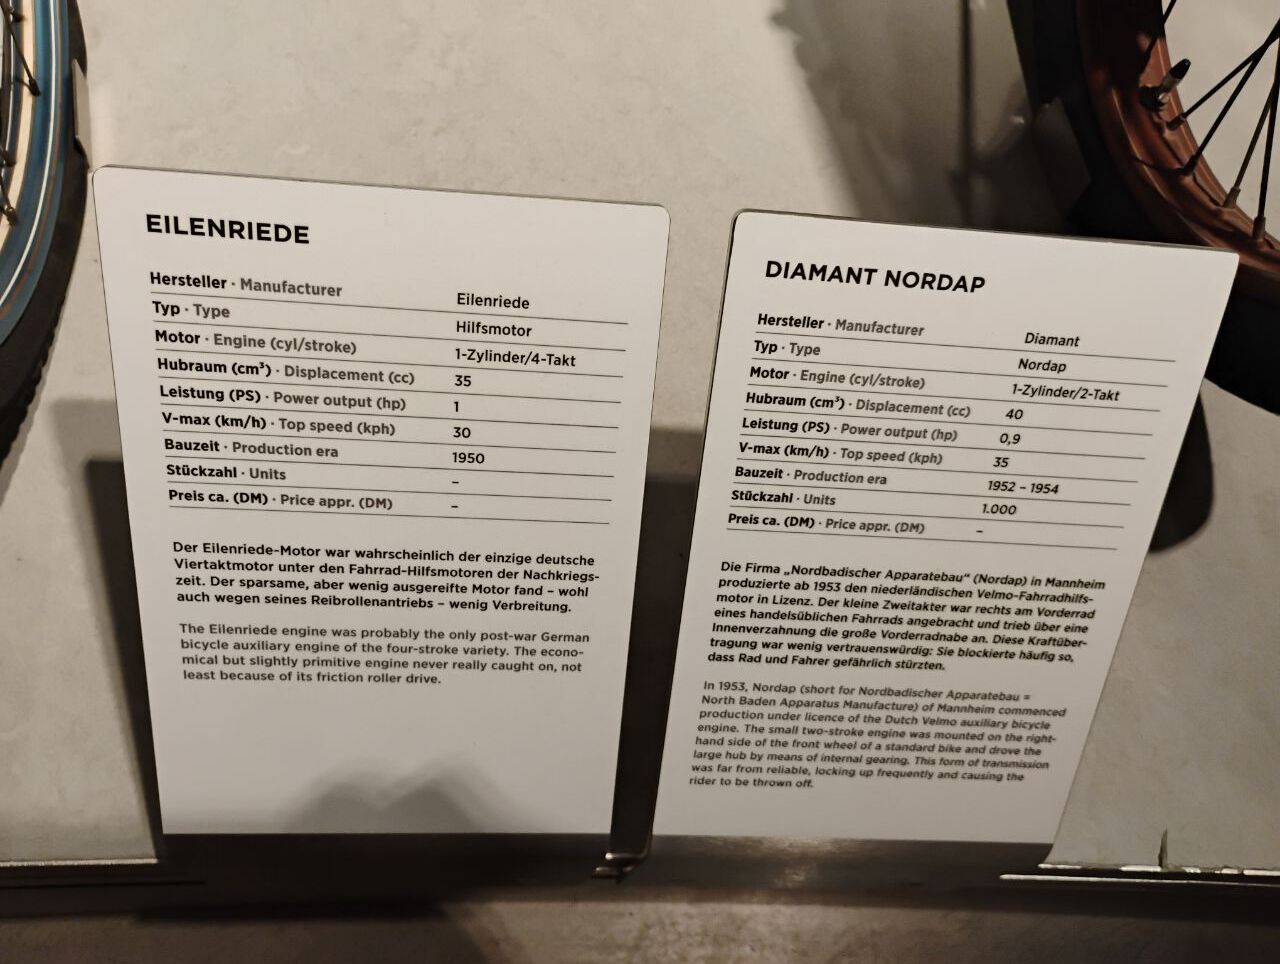 EILENRIEDE
Hersteller · Manufacturer Eilenriede
Typ · Type Hilfsmotor
Motor · Engine (cyl/stroke) 1-Zylinder/4-Takt
Hubraum (cm³) · Displacement (cc) 35
Leistung (PS) · Power output (hp) 1
V-max (km/h) · Top speed (kph) 30
Bauzeit · Production era 1950
Stückzahl · Units –
Preis ca. (DM) · Price appr. (DM) –
Der Eilenriede-Motor war wahrscheinlich der einzige deutsche
Viertaktmotor unter den Fahrrad-Hilfsmotoren der Nachkriegs-
zeit. Der sparsame, aber wenig ausgereifte Motor fand – wohl
auch wegen seines Reibrollenantriebs – wenig Verbreitung.
The Eilenriede engine was probably the only post-war German
bicycle auxiliary engine of the four-stroke variety. The econo-
mical but slightly primitive engine never really caught on, not
least because of its friction roller drive.
DIAMANT NORDAP
Hersteller · Manufacturer Diamant
Typ · Type Nordap
Motor · Engine (cyl/stroke) 1-Zylinder/2-Takt
Hubraum (cm³) · Displacement (cc) 40
Leistung (PS) · Power output (hp) 0,9
V-max (km/h) · Top speed (kph) 35
Bauzeit · Production era 1952 – 1954
Stückzahl · Units 1.000
Preis ca. (DM) · Price appr. (DM) –
Die Firma „Nordbadischer Apparatebau“ (Nordap) in Mannheim
produzierte ab 1953 den niederländischen Velmo-Fahrradhilfs-
motor in Lizenz. Der kleine Zweitakter war rechts am Vorderrad
eines handelsüblichen Fahrrads angebracht und trieb über eine
Innenverzahnung die große Vorderradnabe an. Diese Kraftüber-
tragung war wenig vertrauenswürdig: Sie blockierte häufig so,
dass Rad und Fahrer gefährlich stürzten.
In 1953, Nordap (short for Nordbadischer Apparatebau =
North Baden Apparatus Manufacture) of Mannheim commenced
production under licence of the Dutch Velmo auxiliary bicycle
engine. The small two-stroke engine was mounted on the right-
hand side of the front wheel of a standard bike and drove the
large hub by means of internal gearing. This form of transmission
was far from reliable, locking up frequently and causing the
rider to be thrown off.